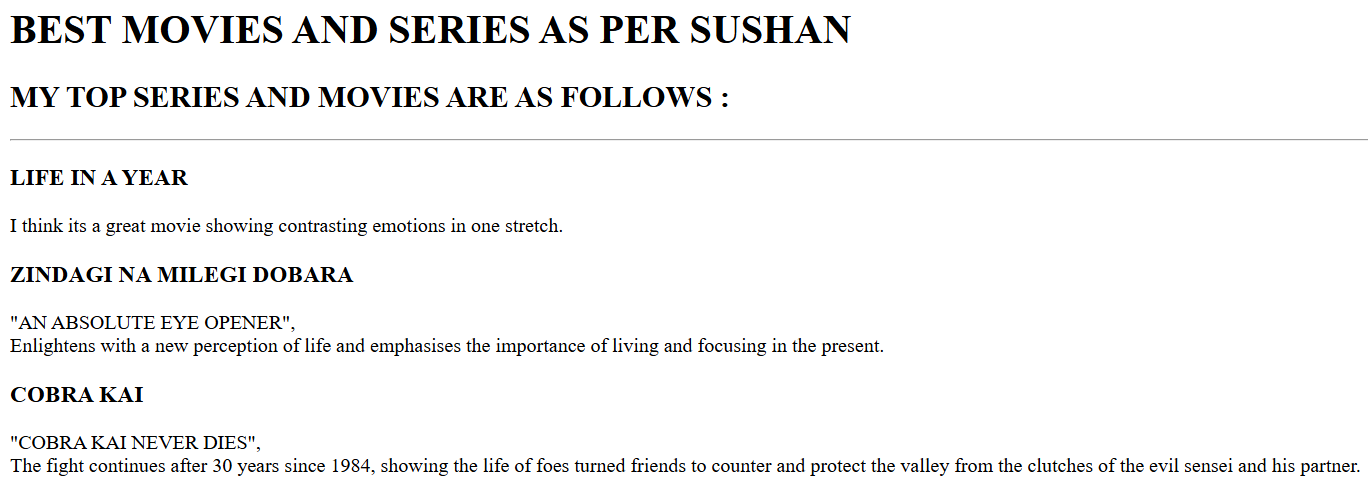 BEST MOVIES AND SERIES AS PER SUSHAN
MY TOP SERIES AND MOVIES ARE AS FOLLOWS :
LIFE IN A YEAR
I think its a great movie showing contrasting emotions in one stretch.
ZINDAGI NA MILEGI DOBARA
"AN ABSOLUTE EYE OPENER",
Enlightens with a new perception of life and emphasises the importance of living and focusing in the present.
COBRA KAI
"COBRA KAI NEVER DIES",
The fight continues after 30 years since 1984, showing the life of foes turned friends to counter and protect the valley from the clutches of the evil sensei and his partner.